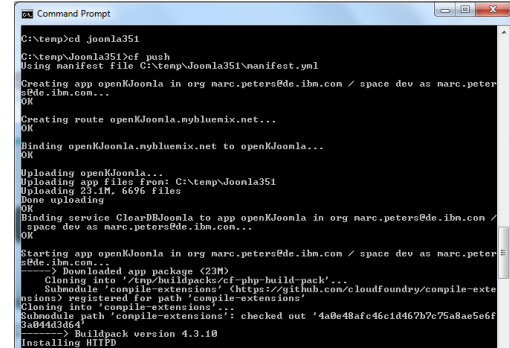 Command Prompt
C:\temp>cd joomla351
C:\temp\Joomla351>cf push
Using manifest file C:\temp\Joomla351\manifest.yml
Creating app openKJoomla in org marc.peters@de.ibm.com / space dev as marc.peter
s@de.ibm.com...
OK
Creating route openKJoomla.mybluemix.net...
OK
Binding openKJoomla.mybluemix.net to openKJoomla...
OK
Uploading openKJoomla...
Uploading app files from: C:\temp\Joomla351
Uploading 23.1M, 6696 files
Done uploading
OK
Binding service ClearDBJoomla to app openKJoomla in org marc.peters@de.ibm.com /
space dev as marc.peters@de.ibm.com...
OK
Starting app openKJoomla in org marc.peters@de.ibm.com / space dev as marc.peter
s@de.ibm.com...
-----> Downloaded app package (23M)
Cloning into '/tmp/buildpacks/cf-php-build-pack'...
Submodule 'compile-extensions' (https://github.com/cloudfoundry/compile-exte
nsions) registered for path 'compile-extensions'
Cloning into 'compile-extensions'...
Submodule path 'compile-extensions': checked out '4a0e48afc46c1d467b7c75a8ae5e6f
3a044d3d64'
-----> Buildpack version 4.3.10
Installing HTTPD